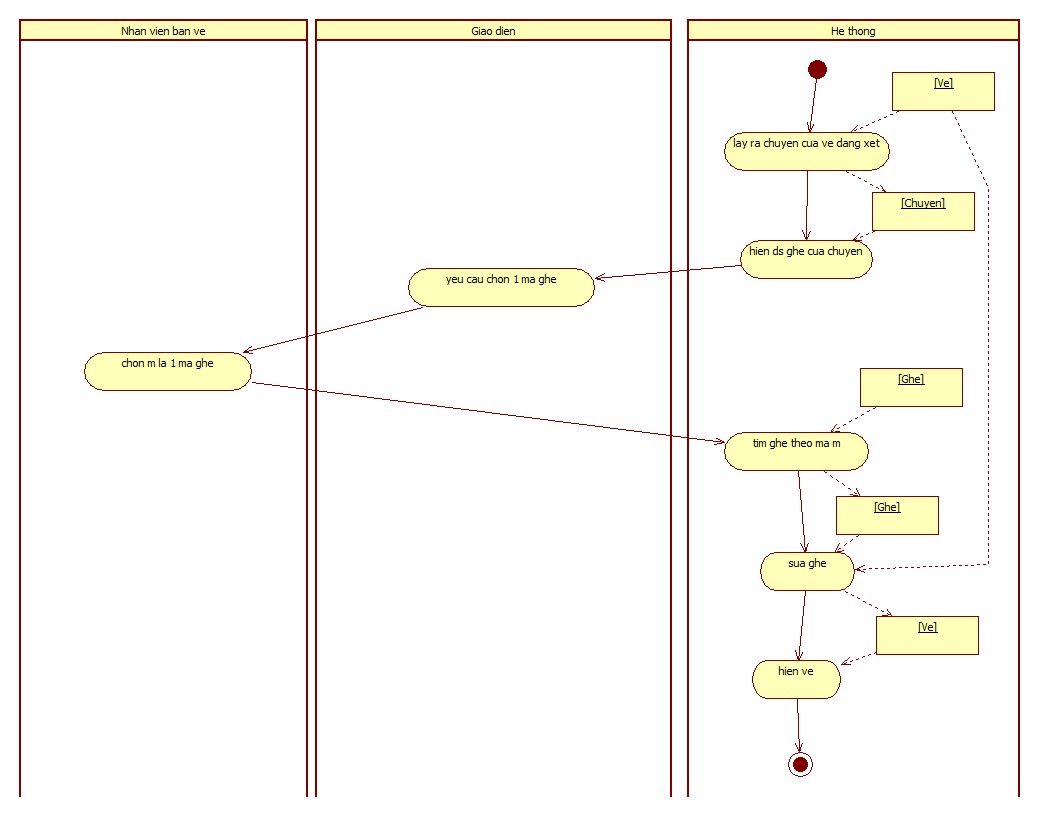 Nhan vien ban ve
Giao dien
He thong
[Ve]
lay ra chuyen cua ve dang xet
[Chuyen]
hien ds ghe cua chuyen
yeu cau chon 1 ma ghe
chon m la 1 ma ghe
[Ghe]
tim ghe theo ma m
[Ghe]
sua ghe
[Ve]
hien ve